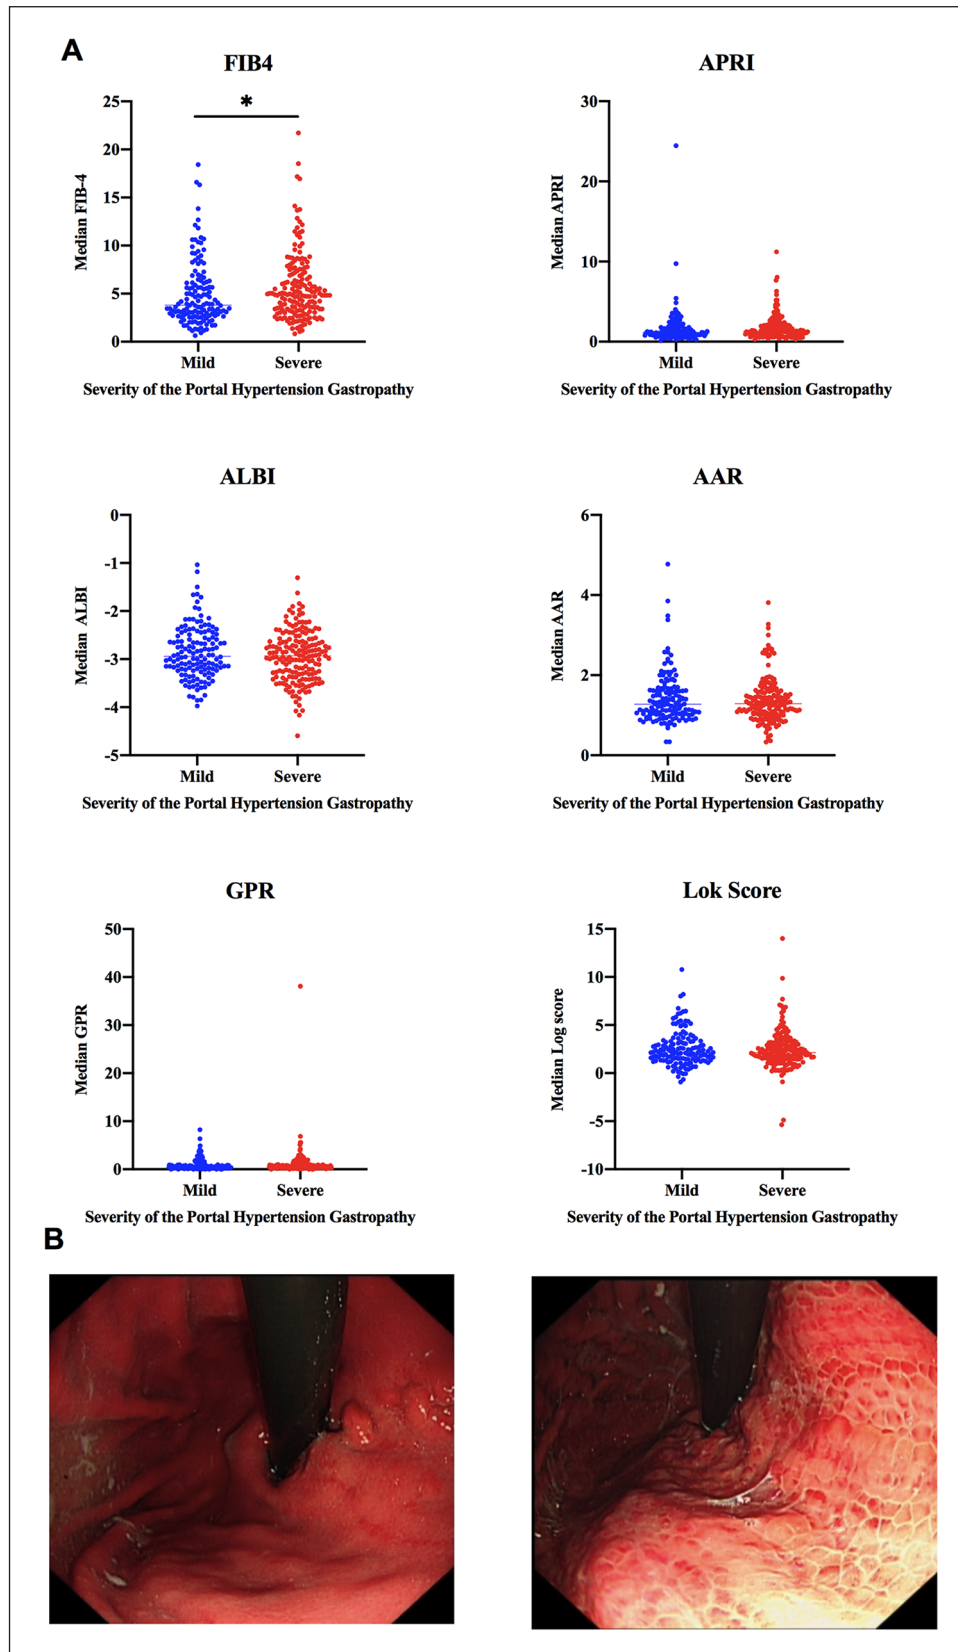 A
FIB4
Median FIB-4
25
20
15
10
5
0
*
Mild
Severe
Severity of the Portal Hypertension Gastropathy
APRI
Median APRI
30
20
10
0
Mild
Severe
Severity of the Portal Hypertension Gastropathy
ALBI
Median ALBI
0
-1
-2
-3
-4
-5
Mild
Severe
Severity of the Portal Hypertension Gastropathy
AAR
Median AAR
6
4
2
0
Mild
Severe
Severity of the Portal Hypertension Gastropathy
GPR
Median GPR
50
40
30
20
10
0
Mild
Severe
Severity of the Portal Hypertension Gastropathy
Lok Score
Median Log score
15
10
5
0
-5
-10
Mild
Severe
Severity of the Portal Hypertension Gastropathy
B